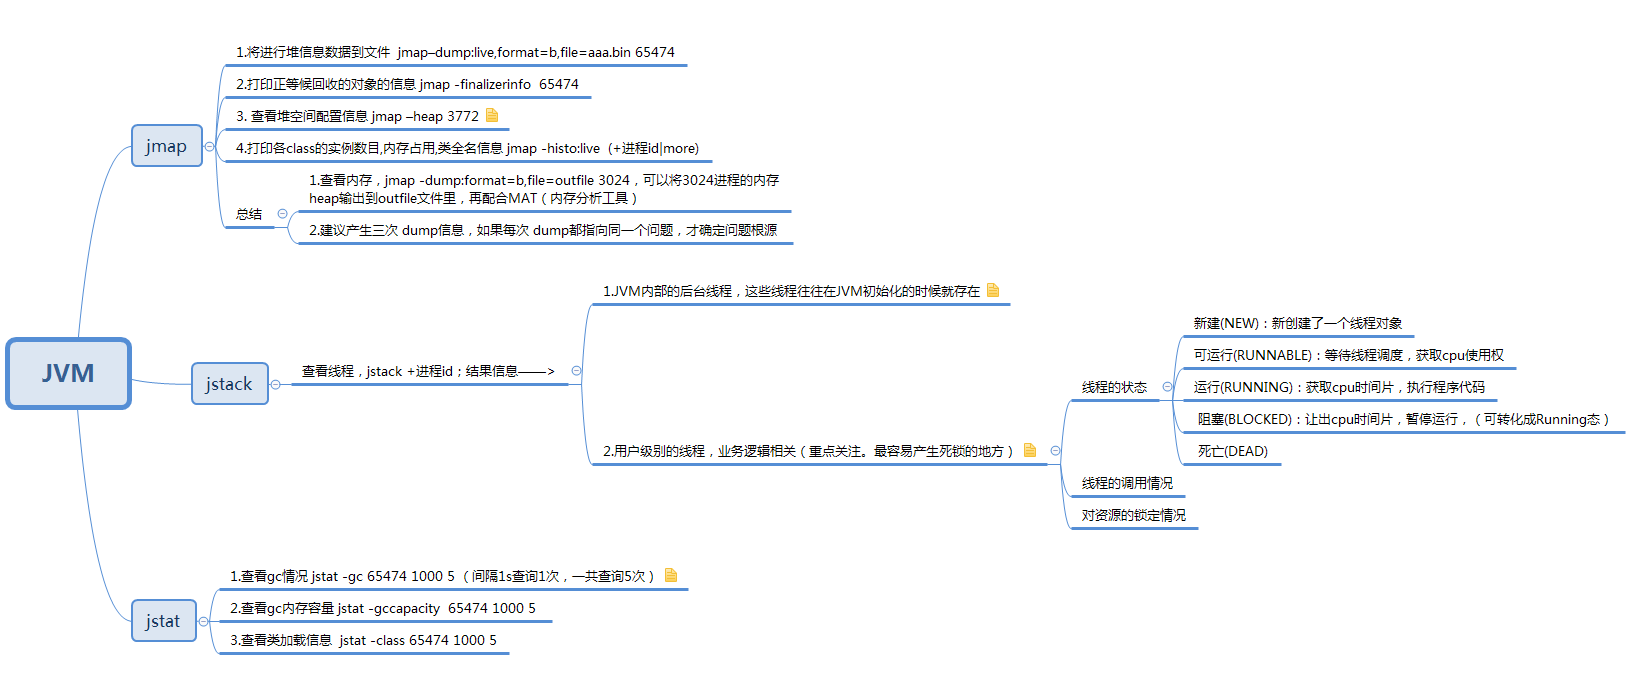 JVM
jmap
1.将进行堆信息数据到文件  jmap–dump:live,format=b,file=aaa.bin 65474
2.打印正等候回收的对象的信息 jmap -finalizerinfo  65474
3. 查看堆空间配置信息 jmap –heap 3772
4.打印各class的实例数目,内存占用,类全名信息 jmap -histo:live  (+进程id|more)
总结
1.查看内存，jmap -dump:format=b,file=outfile 3024，可以将3024进程的内存
heap输出到outfile文件里，再配合MAT（内存分析工具）
2.建议产生三次 dump信息，如果每次 dump都指向同一个问题，才确定问题根源
jstack
查看线程，jstack +进程id；结果信息——>
1.JVM内部的后台线程，这些线程往往在JVM初始化的时候就存在
2.用户级别的线程，业务逻辑相关（重点关注。最容易产生死锁的地方）
线程的状态
新建(NEW)：新创建了一个线程对象
可运行(RUNNABLE)：等待线程调度，获取cpu使用权
运行(RUNNING)：获取cpu时间片，执行程序代码
阻塞(BLOCKED)：让出cpu时间片，暂停运行，（可转化成Running态）
死亡(DEAD)
线程的调用情况
对资源的锁定情况
jstat
1.查看gc情况 jstat -gc 65474 1000 5 （间隔1s查询1次，一共查询5次）
2.查看gc内存容量 jstat -gccapacity  65474 1000 5
3.查看类加载信息  jstat -class 65474 1000 5